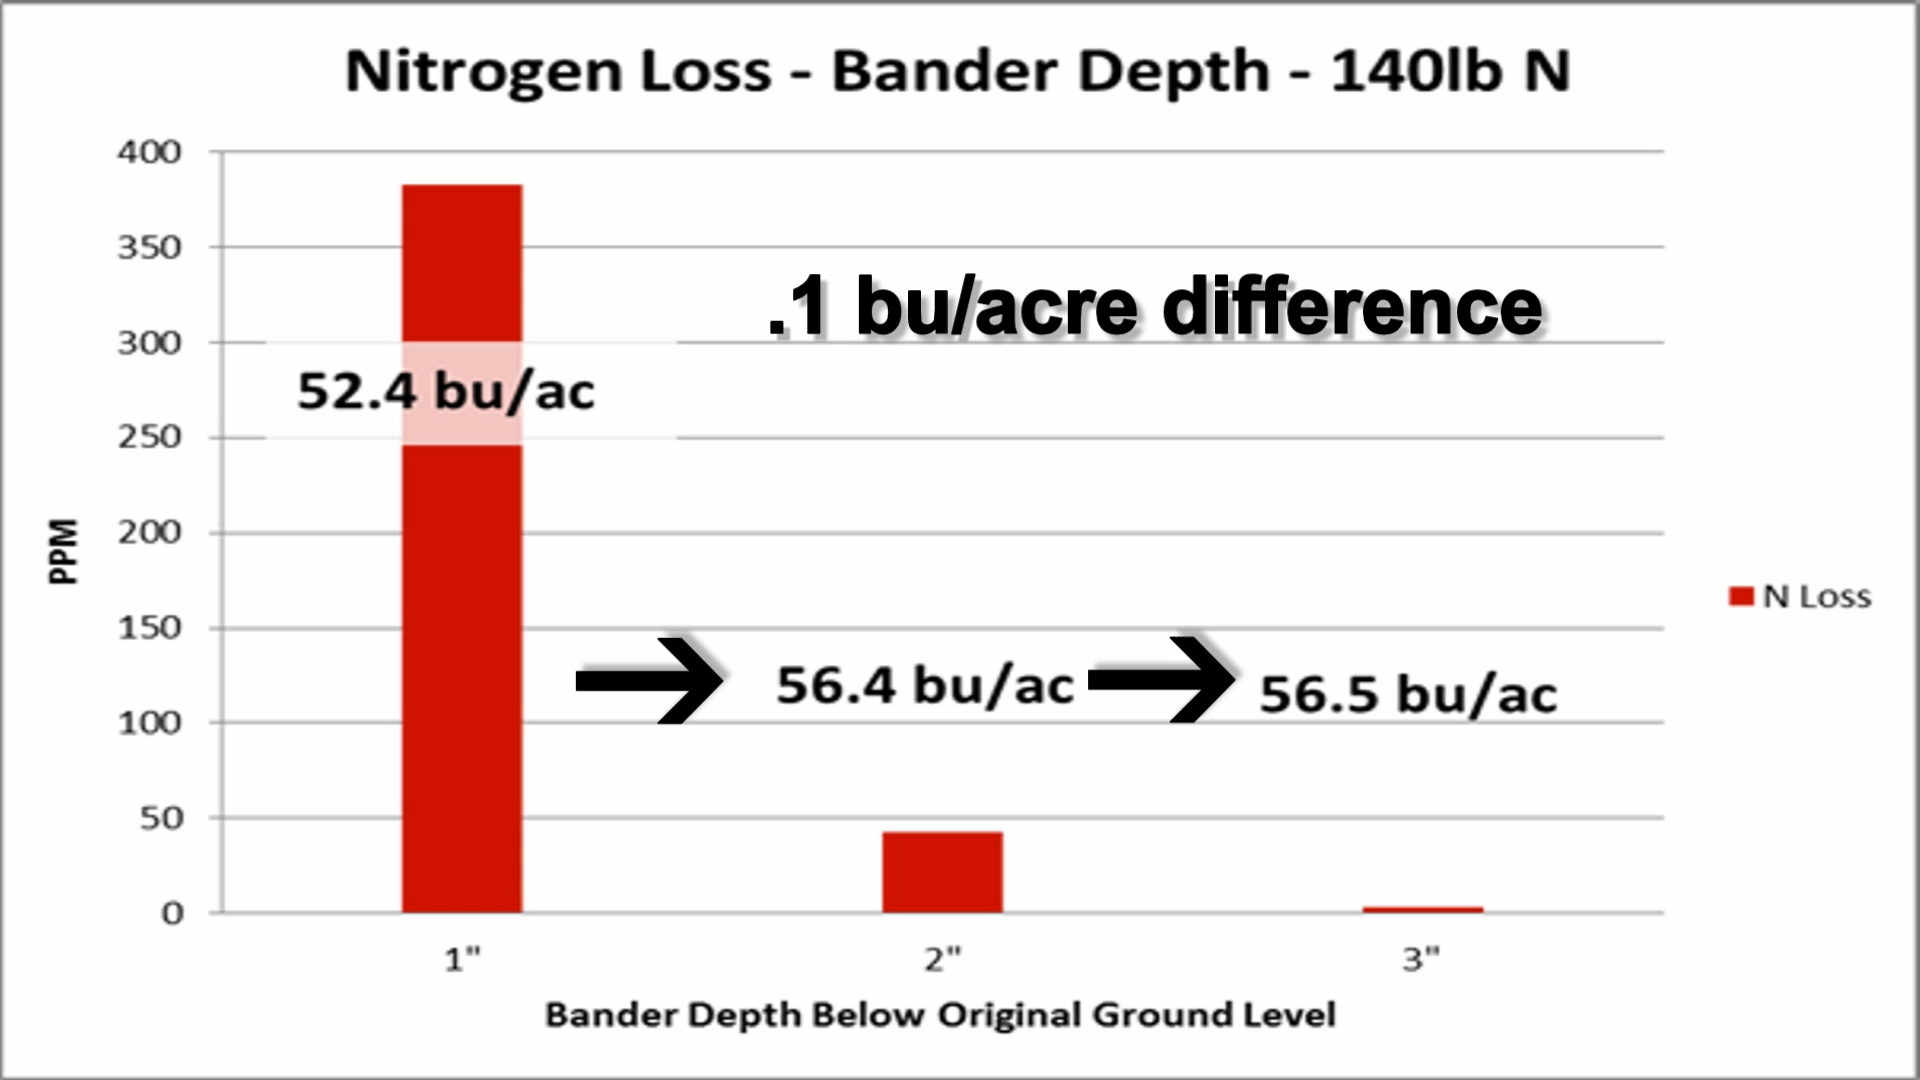 Nitrogen Loss - Bander Depth - 140lb N
400
350
.1 bu/acre difference
300
52.4 bu/ac
250
200
PPM
N Loss
150
56.4 bu/ac
56.5 bu/ac
100
50
0
1" 2" 3"
Bander Depth Below Original Ground Level